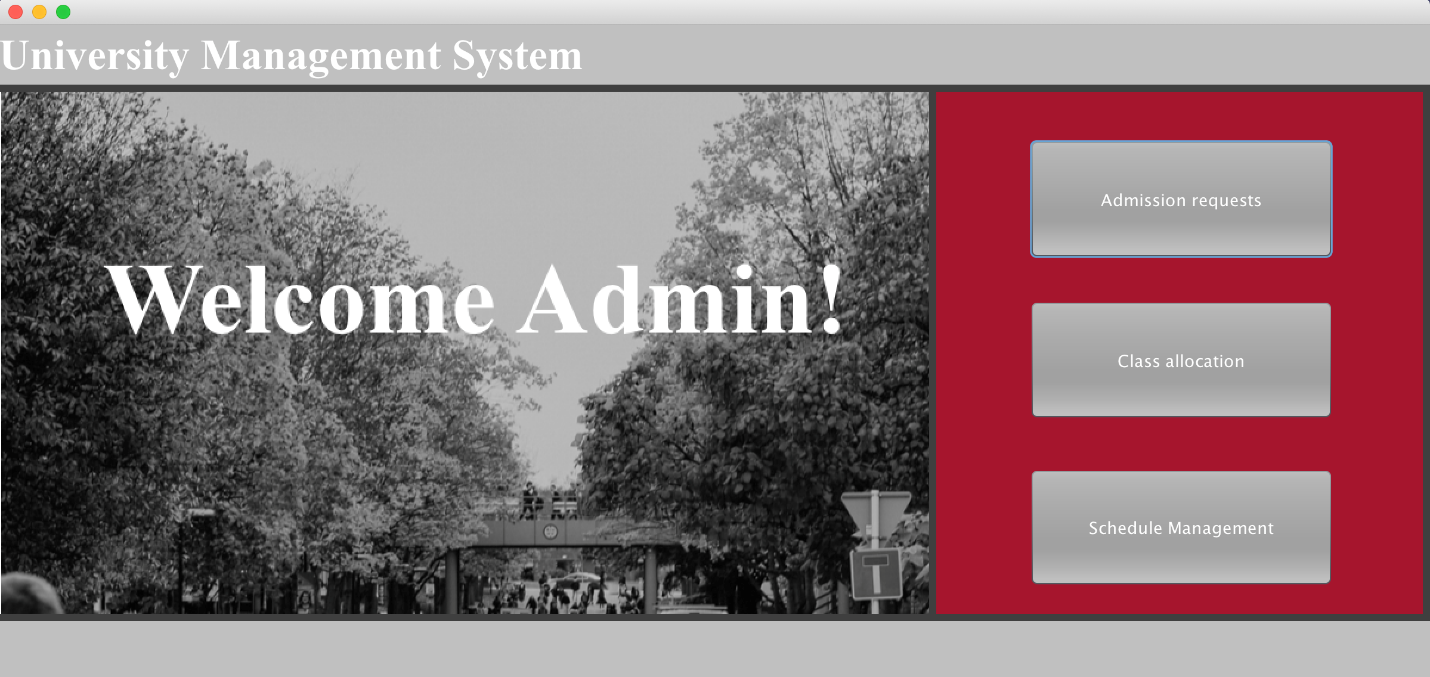 University Management System
Welcome Admin!
Admission requests
Class allocation
Schedule Management